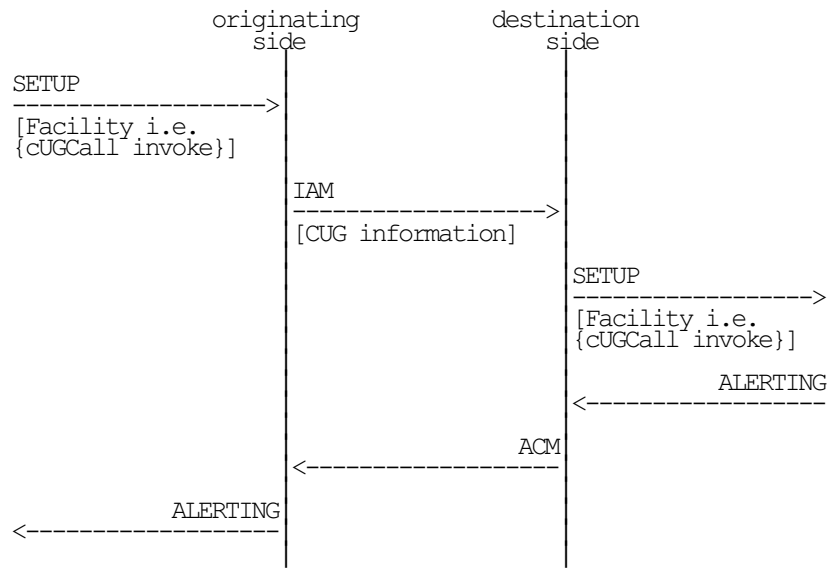 originating side
destination side
SETUP
[Facility i.e.
{cUGCall invoke}]
IAM
[CUG information]
SETUP
[Facility i.e.
{cUGCall invoke}]
ALERTING
ACM
ALERTING